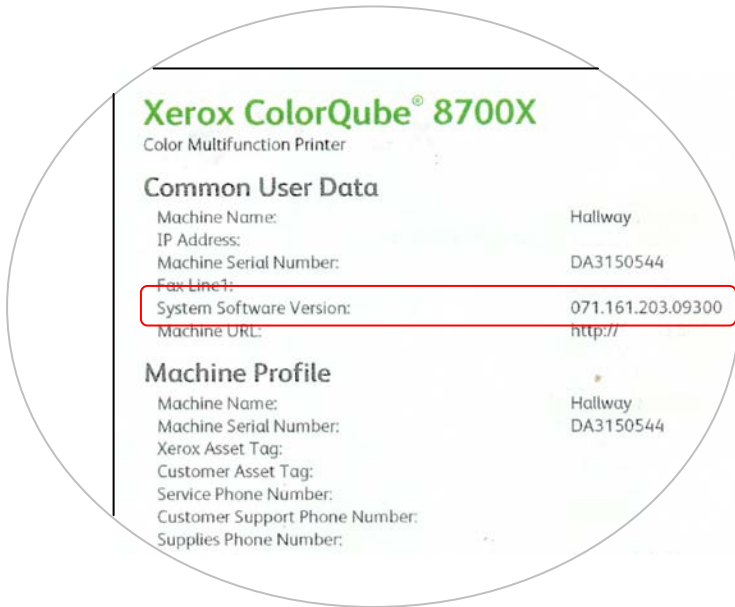 Xerox ColorQube® 8700X
Color Multifunction Printer
Common User Data
Machine Name: Hallway
IP Address:
Machine Serial Number: DA3150544
Fax Line1:
System Software Version: 071.161.203.09300
Machine URL: http://
Machine Profile
Machine Name: Hallway
Machine Serial Number: DA3150544
Xerox Asset Tag:
Customer Asset Tag:
Service Phone Number:
Customer Support Phone Number:
Supplies Phone Number: